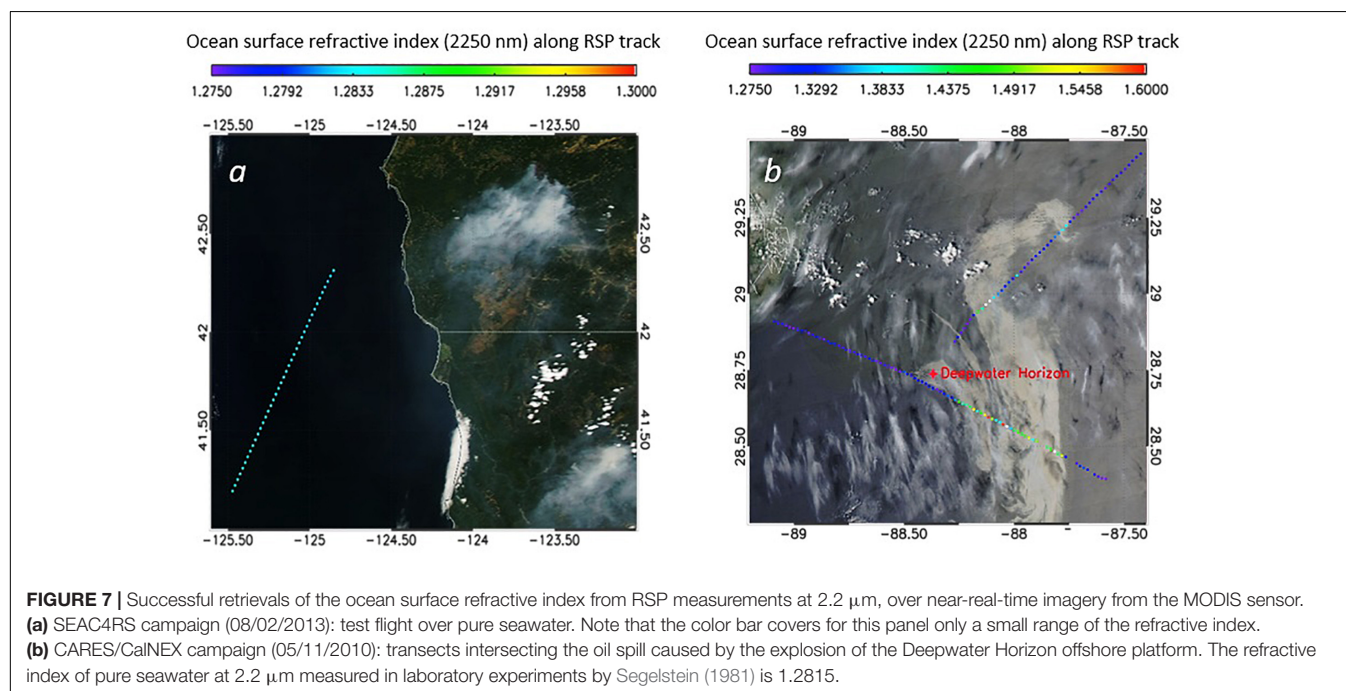 Ocean surface refractive index (2250 nm) along RSP track
1.2750 1.2792 1.2833 1.2875 1.2917 1.2958 1.3000
-125.50 -125 -124.50 -124 -123.50
a
42.50 42.50
42 42
41.50 41.50
-125.50 -125 -124.50 -124 -123.50
Ocean surface refractive index (2250 nm) along RSP track
1.2750 1.3292 1.3833 1.4375 1.4917 1.5458 1.6000
-89 -88.50 -88 -87.50
b
29.25 29.25
29 29
28.75 + Deepwater Horizon 28.75
28.50 28.50
-89 -88.50 -88 -87.50
FIGURE 7 | Successful retrievals of the ocean surface refractive index from RSP measurements at 2.2 μm, over near-real-time imagery from the MODIS sensor.
(a) SEAC4RS campaign (08/02/2013): test flight over pure seawater. Note that the color bar covers for this panel only a small range of the refractive index.
(b) CARES/CalNEX campaign (05/11/2010): transects intersecting the oil spill caused by the explosion of the Deepwater Horizon offshore platform. The refractive
index of pure seawater at 2.2 μm measured in laboratory experiments by Segelstein (1981) is 1.2815.